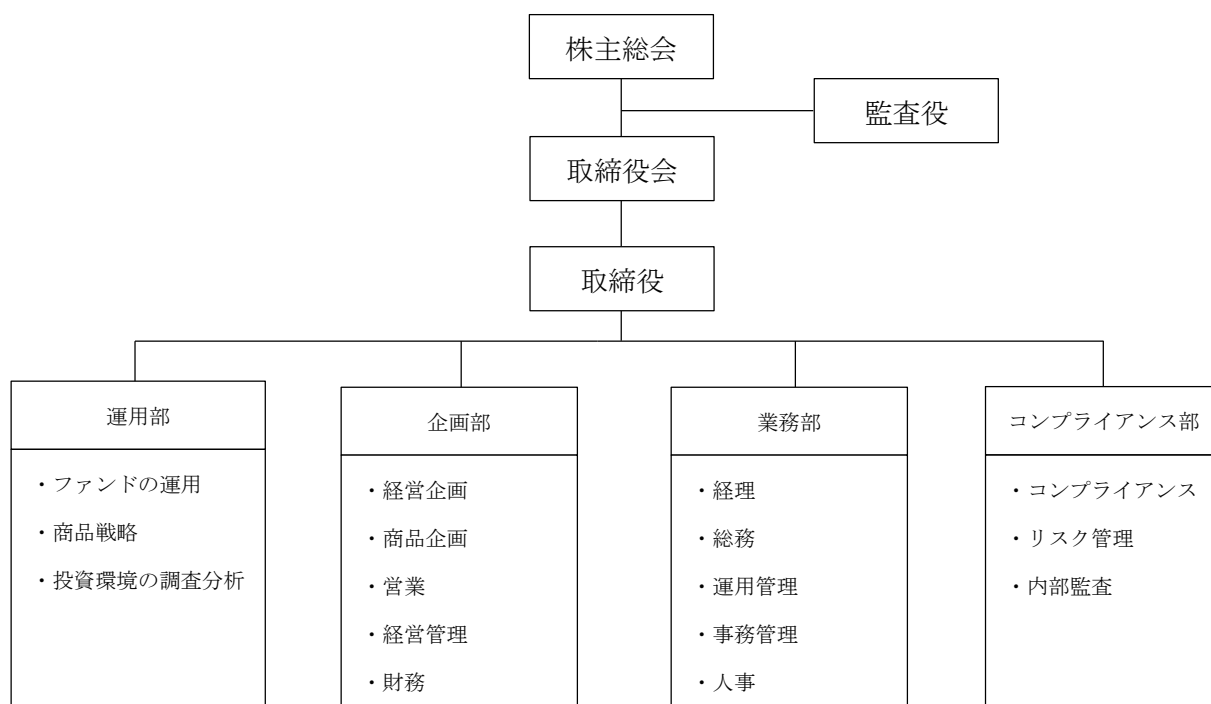 株主総会
監査役
取締役会
取締役
運用部
・ファンドの運用
・商品戦略
・投資環境の調査分析
企画部
・経営企画
・商品企画
・営業
・経営管理
・財務
業務部
・経理
・総務
・運用管理
・事務管理
・人事
コンプライアンス部
・コンプライアンス
・リスク管理
・内部監査